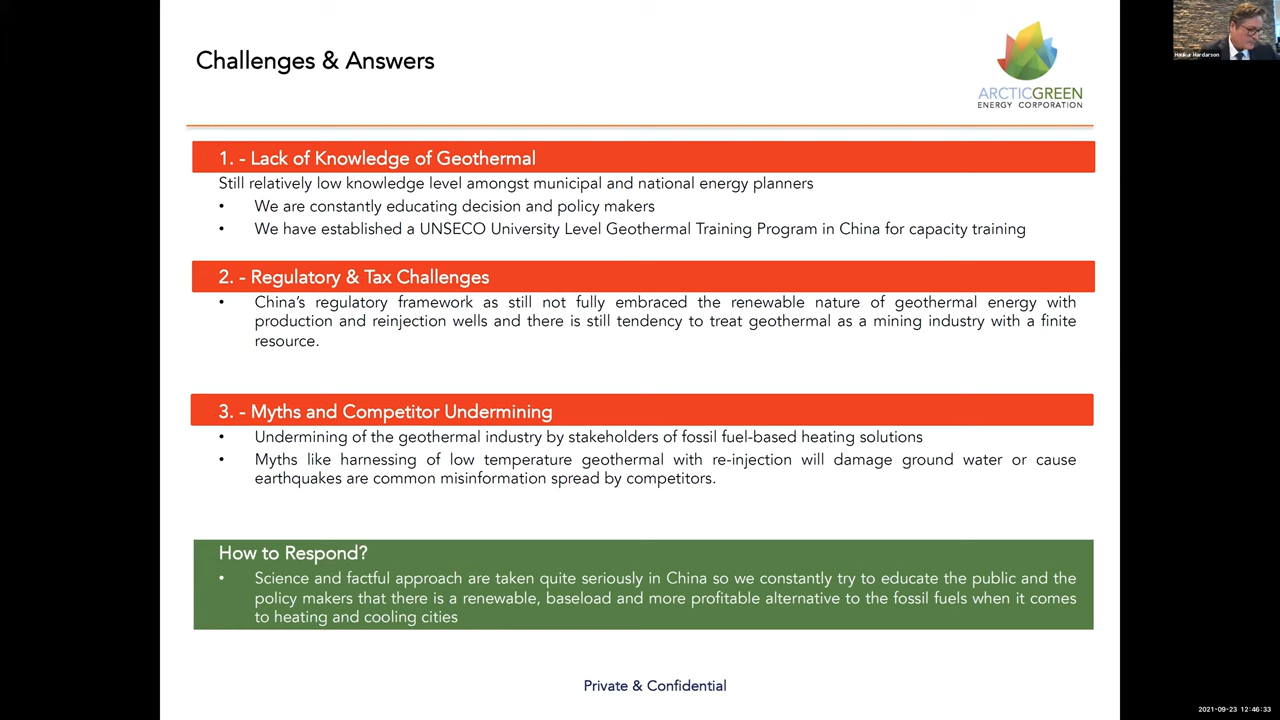 Challenges & Answers
ARCTICGREEN
ENERGY CORPORATION
Haukur Hardarson
1. - Lack of Knowledge of Geothermal
Still relatively low knowledge level amongst municipal and national energy planners
• We are constantly educating decision and policy makers
• We have established a UNSECO University Level Geothermal Training Program in China for capacity training
2. - Regulatory & Tax Challenges
• China's regulatory framework as still not fully embraced the renewable nature of geothermal energy with
production and reinjection wells and there is still tendency to treat geothermal as a mining industry with a finite
resource.
3. - Myths and Competitor Undermining
• Undermining of the geothermal industry by stakeholders of fossil fuel-based heating solutions
• Myths like harnessing of low temperature geothermal with re-injection will damage ground water or cause
earthquakes are common misinformation spread by competitors.
How to Respond?
• Science and factful approach are taken quite seriously in China so we constantly try to educate the public and the
policy makers that there is a renewable, baseload and more profitable alternative to the fossil fuels when it comes
to heating and cooling cities
Private & Confidential
2021-09-23 12:46:33